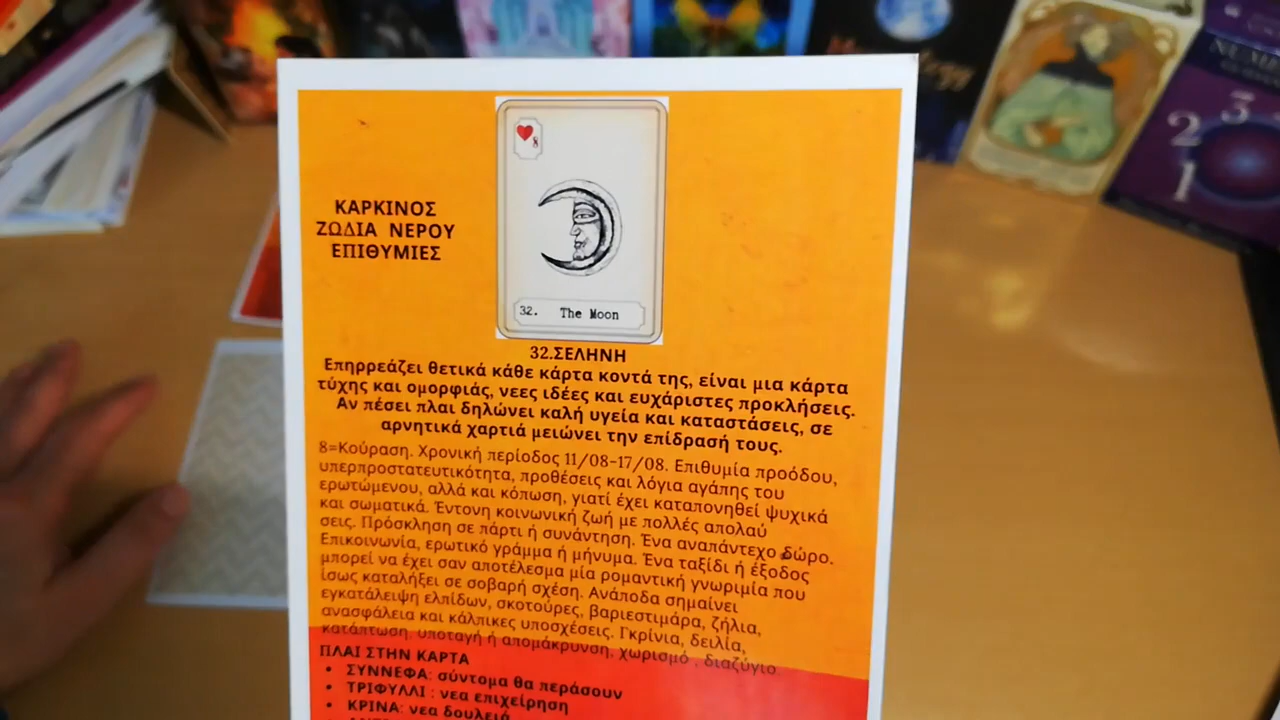 ΚΑΡΚΙΝΟΣ
ΖΩΔΙΑ ΝΕΡΟΥ
ΕΠΙΘΥΜΙΕΣ
8
32. The Moon
32.ΣΕΛΗΝΗ
Επηρρεάζει θετικά κάθε κάρτα κοντά της, είναι μια κάρτα
τύχης και ομορφιάς, νεες ιδέες και ευχάριστες προκλήσεις.
Αν πέσει πλαι δηλώνει καλή υγεία και καταστάσεις, σε
αρνητικά χαρτιά μειώνει την επίδρασή τους.
8=Κούραση. Χρονική περίοδος 11/08-17/08. Επιθυμία προόδου,
υπερπροστατευτικότητα, προθέσεις και λόγια αγάπης του
ερωτώμενου, αλλά και κόπωση, γιατί έχει καταπονηθεί ψυχικά
και σωματικά. Έντονη κοινωνική ζωή με πολλές απολαύ
σεις. Πρόσκληση σε πάρτι ή συνάντηση. Ένα αναπάντεχο δώρο.
Επικοινωνία, ερωτικό γράμμα ή μήνυμα. Ένα ταξίδι ή έξοδος
μπορεί να έχει σαν αποτέλεσμα μία ρομαντική γνωριμία που
ίσως καταλήξει σε σοβαρή σχέση. Ανάποδα σημαίνει
εγκατάλειψη ελπίδων, σκοτούρες, βαριεστιμάρα, ζήλια,
ανασφάλεια και κάλπικες υποσχέσεις. Γκρίνια, δειλία,
κατάπτωση, υποταγή ή απομάκρυνση, χωρισμό , διαζύγιο
ΠΛΑΙ ΣΤΗΝ ΚΑΡΤΑ
• ΣΥΝΝΕΦΑ: σύντομα θα περάσουν
• ΤΡΙΦΥΛΛΙ : νεα επιχείρηση
• ΚΡΙΝΑ: νεα δουλειά
3
2
1